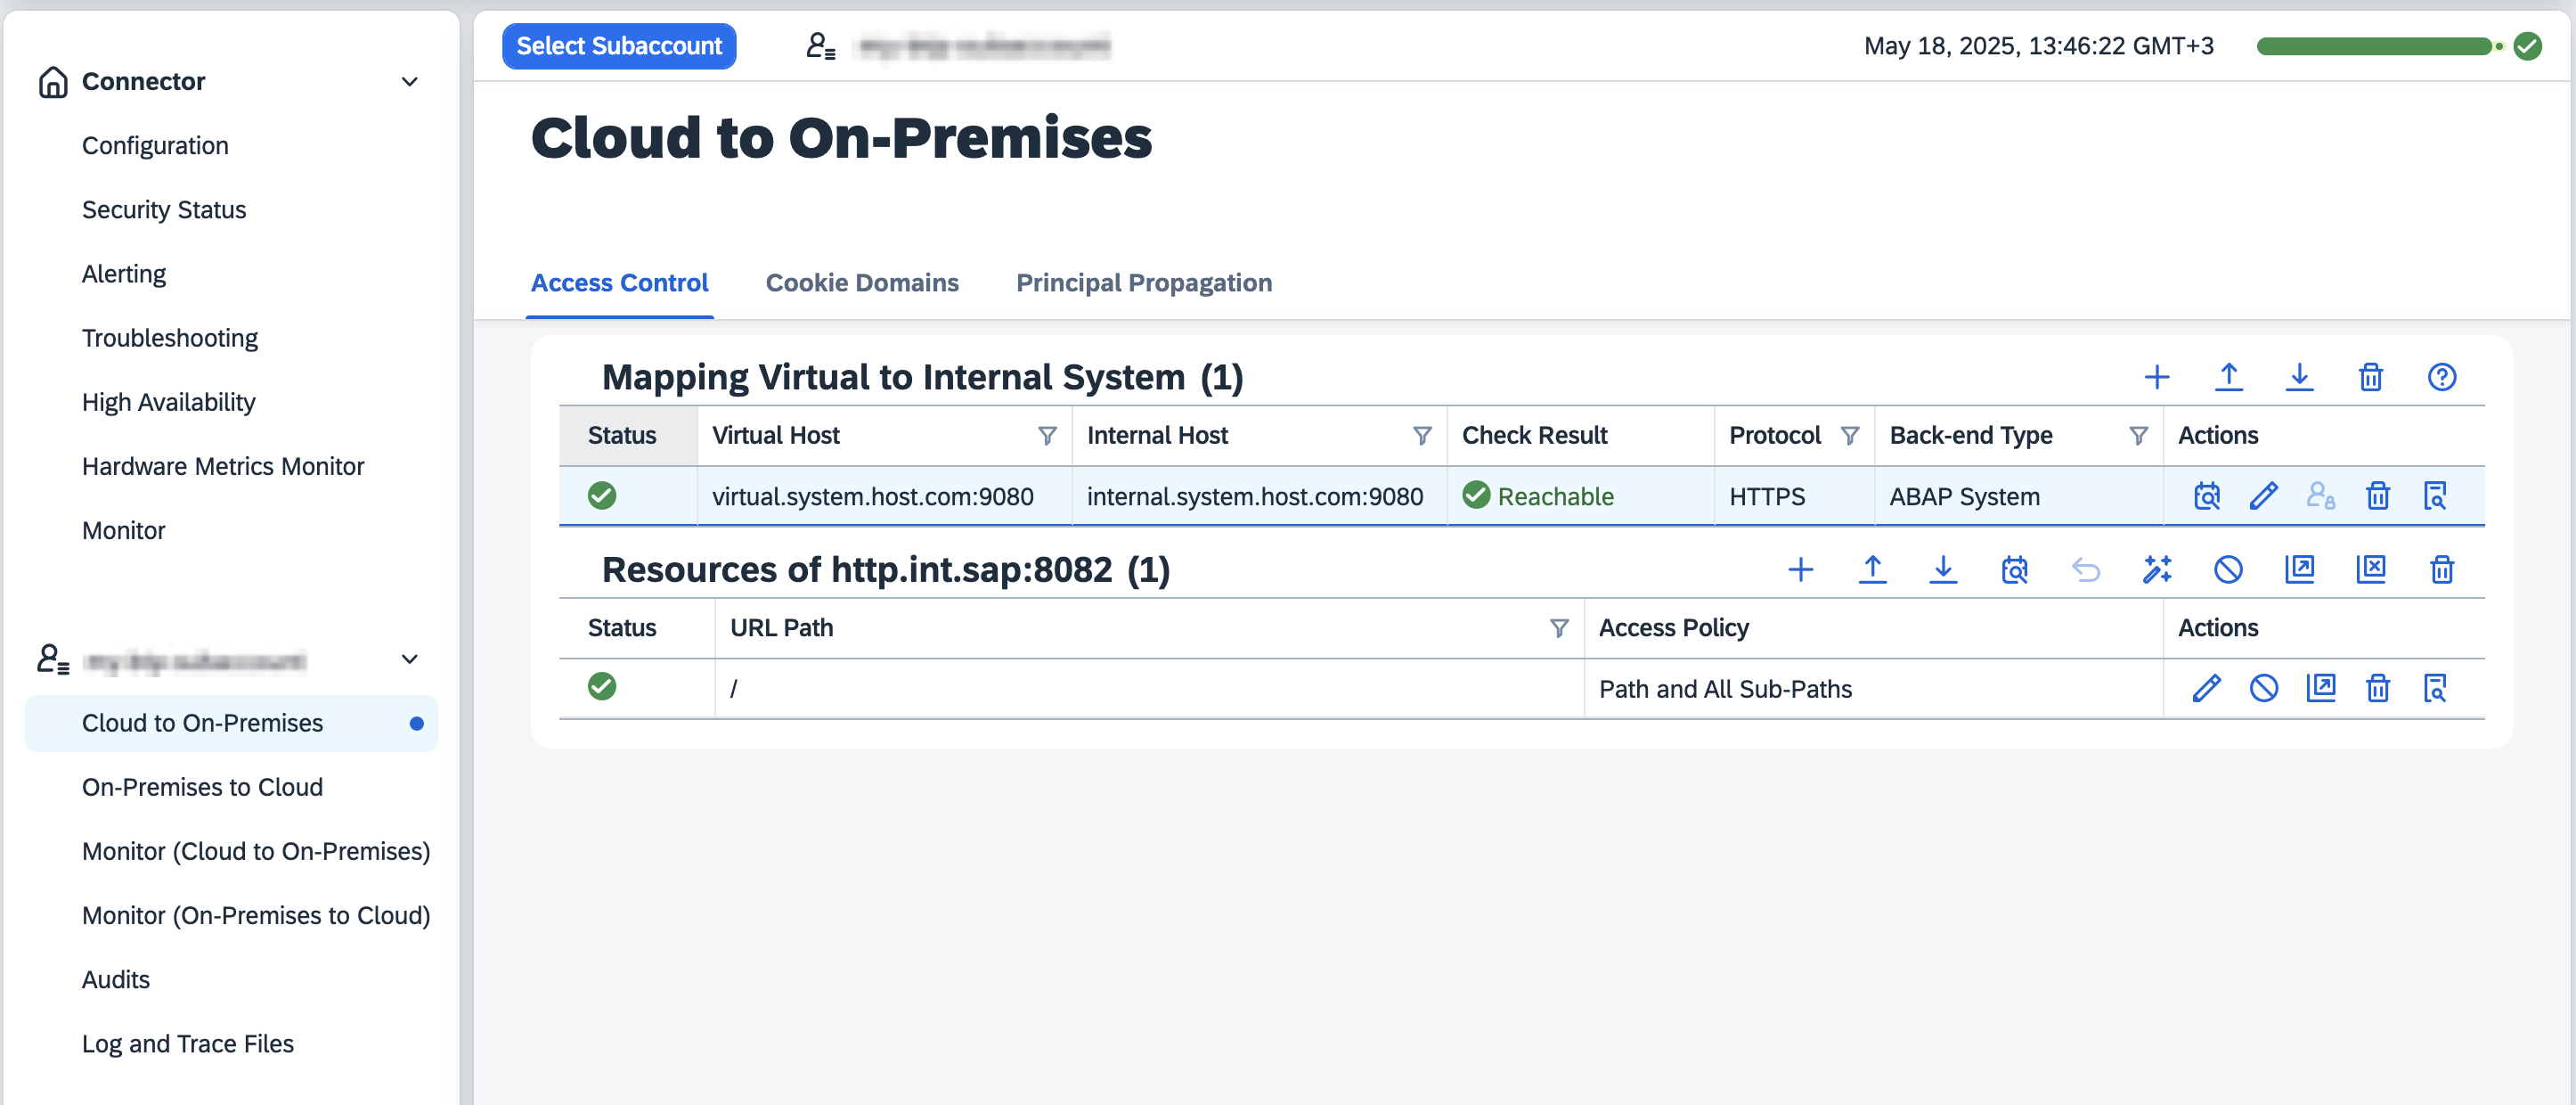 Connector
Configuration
Security Status
Alerting
Troubleshooting
High Availability
Hardware Metrics Monitor
Monitor
Cloud to On-Premises
On-Premises to Cloud
Monitor (Cloud to On-Premises)
Monitor (On-Premises to Cloud)
Audits
Log and Trace Files
Select Subaccount
May 18, 2025, 13:46:22 GMT+3
Cloud to On-Premises
Access Control Cookie Domains Principal Propagation
Mapping Virtual to Internal System (1)
Status Virtual Host Internal Host Check Result Protocol Back-end Type Actions
virtual.system.host.com:9080 internal.system.host.com:9080 Reachable HTTPS ABAP System
Resources of http.int.sap:8082 (1)
Status URL Path Access Policy Actions
/ Path and All Sub-Paths